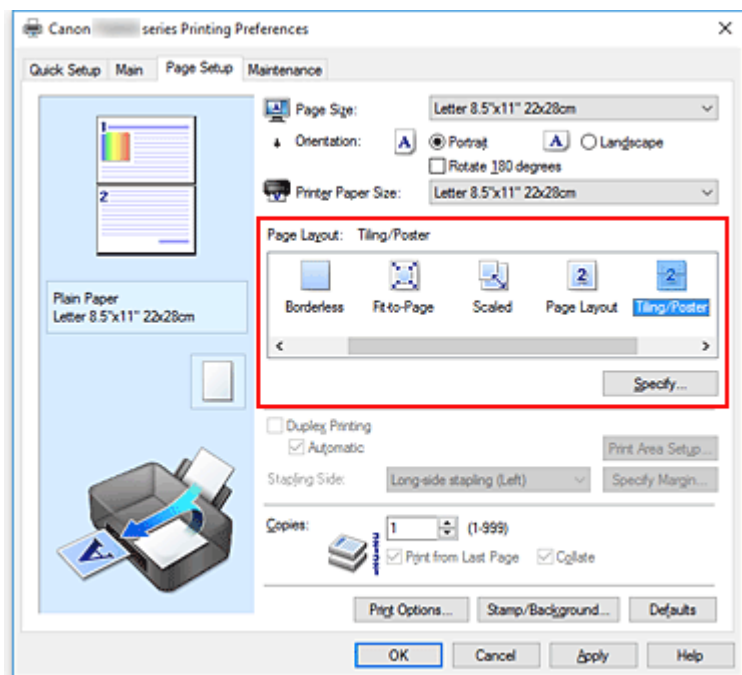 Canon series Printing Preferences
Quick Setup Main Page Setup Maintenance
1
2
Plain Paper
Letter 8.5"x11" 22x28cm
Page Size: Letter 8.5"x11" 22x28cm
Orientation: A Portrait A Landscape
Rotate 180 degrees
Printer Paper Size: Letter 8.5"x11" 22x28cm
Page Layout: Tiling/Poster
2 2
Borderless Fit-to-Page Scaled Page Layout Tiling/Poster
Specify...
Duplex Printing
Automatic Print Area Setup...
Stapling Side: Long-side stapling (Left) Specify Margin...
Copies: 1 (1-999)
Print from Last Page Collate
A
Print Options... Stamp/Background... Defaults
OK Cancel Apply Help